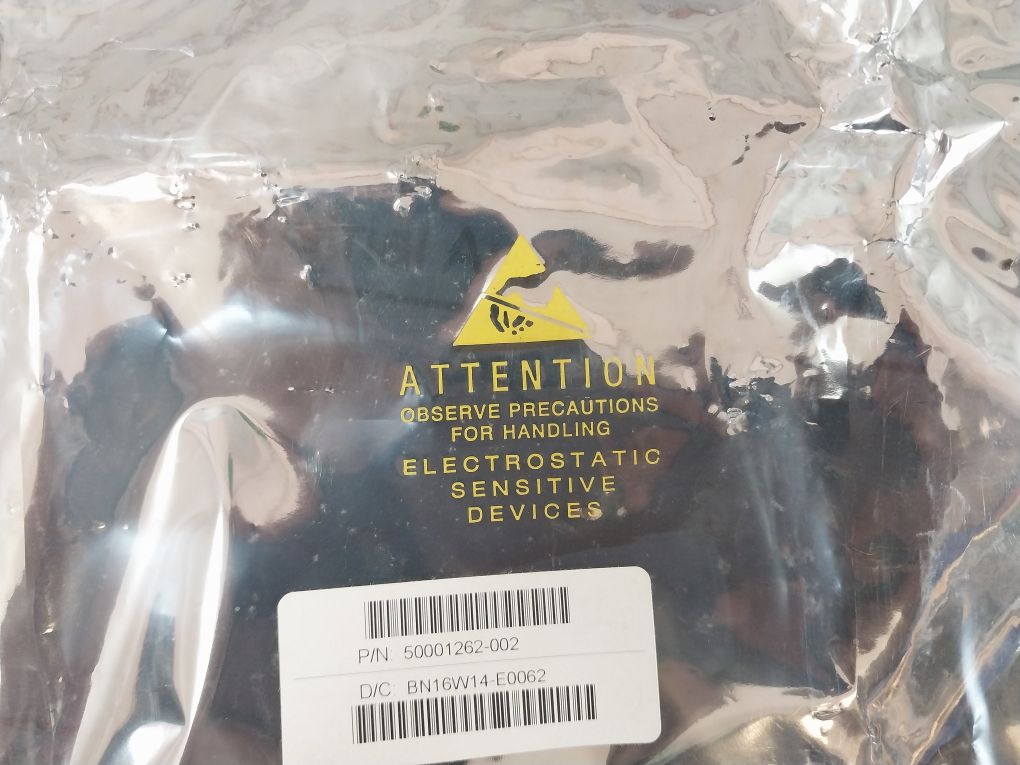 ATTENTION
OBSERVE PRECAUTIONS
FOR HANDLING
ELECTROSTATIC
SENSITIVE
DEVICES
P/N: 50001262-002
D/C: BN16W14-E0062